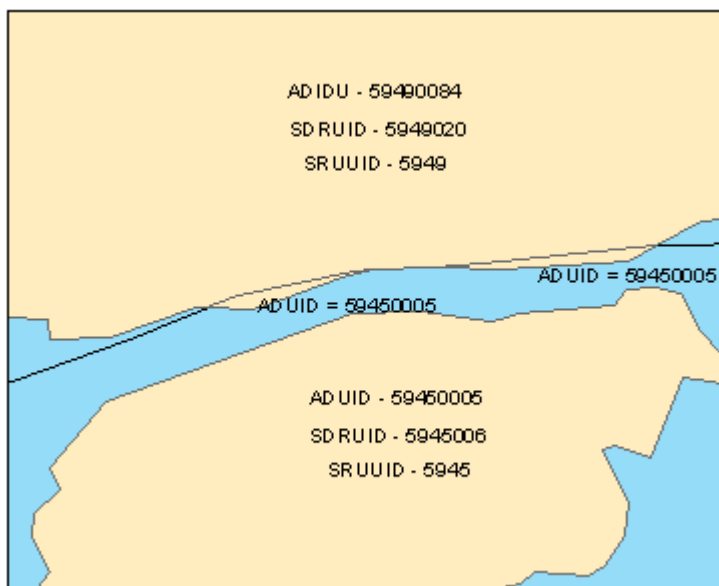 ADIDU - 59490084
SDRUID - 5949020
SRUUID - 5949
ADUID = 59450005
ADUID = 59450005
ADUID - 59450005
SDRUID - 5945006
SRUUID - 5945